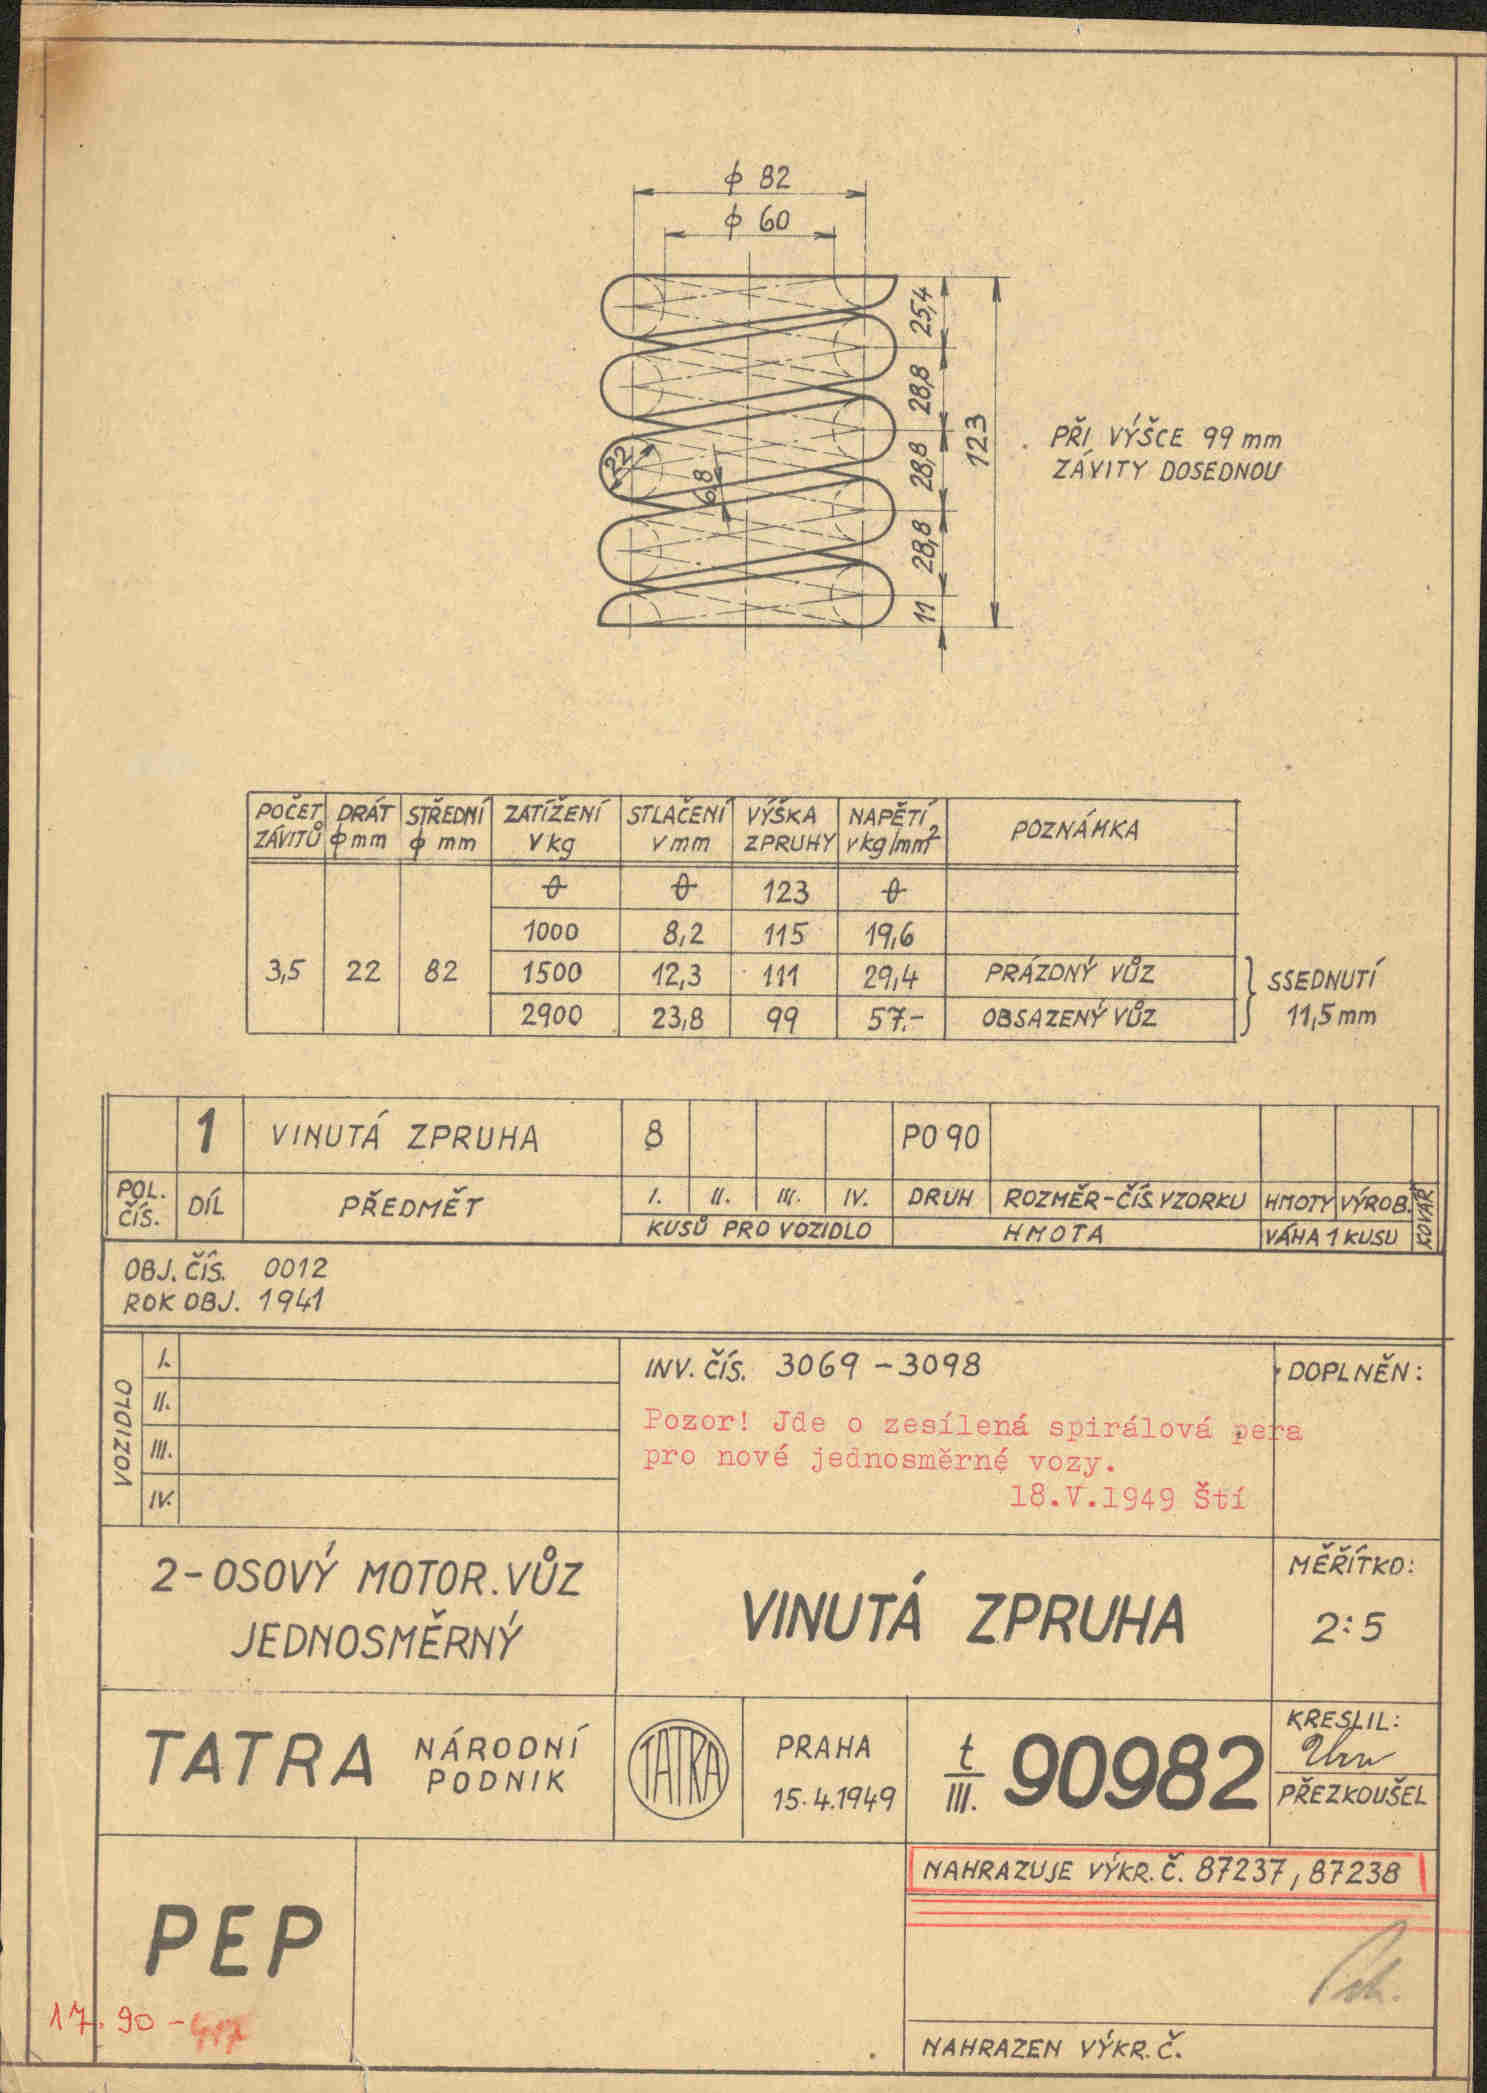 ϕ 82
ϕ 60
25,4
28,8
28,8
28,8
11
123
22
6,8
PŘI VÝŠCE 99 mm
ZÁVITY DOSEDNOU
POČET ZÁVITŮ
DRÁT ϕ mm
STŘEDNÍ ϕ mm
ZATÍŽENÍ V kg
STLAČENÍ V mm
VÝŠKA ZPRUHY
NAPĚTÍ V kg/mm²
POZNÁMKA
0 0 123 0
1000 8,2 115 19,6
3,5 22 82 1500 12,3 111 29,4 PRÁZDNÝ VŮZ
2900 23,8 99 57.- OBSAZENÝ VŮZ
SSEDNUTÍ
11,5 mm
1 VINUTÁ ZPRUHA 8 PO 90
POL. ČÍS. DÍL PŘEDMĚT I. II. III. IV. DRUH ROZMĚR-ČÍS. VZORKU HMOTY VÝROB. KOVÁŘ
KUSŮ PRO VOZIDLO HMOTA VÁHA 1 KUSU
OBJ. ČÍS. 0012
ROK OBJ. 1941
VOZIDLO
I.
II.
III.
IV.
INV. ČÍS. 3069 - 3098
DOPLNĚN:
Pozor! Jde o zesílená spirálová pera
pro nové jednosměrné vozy.
18.V.1949 Ští
2-OSOVÝ MOTOR. VŮZ
JEDNOSMĚRNÝ
VINUTÁ ZPRUHA
MĚŘÍTKO:
2:5
TATRA NÁRODNÍ
PODNIK
TATRA
PRAHA
15.4.1949
t
III.
90982
KRESLIL:
PŘEZKOUŠEL
NAHRAZUJE VÝKR. Č. 87237, 87238
PEP
17. 90 -
NAHRAZEN VÝKR. Č.